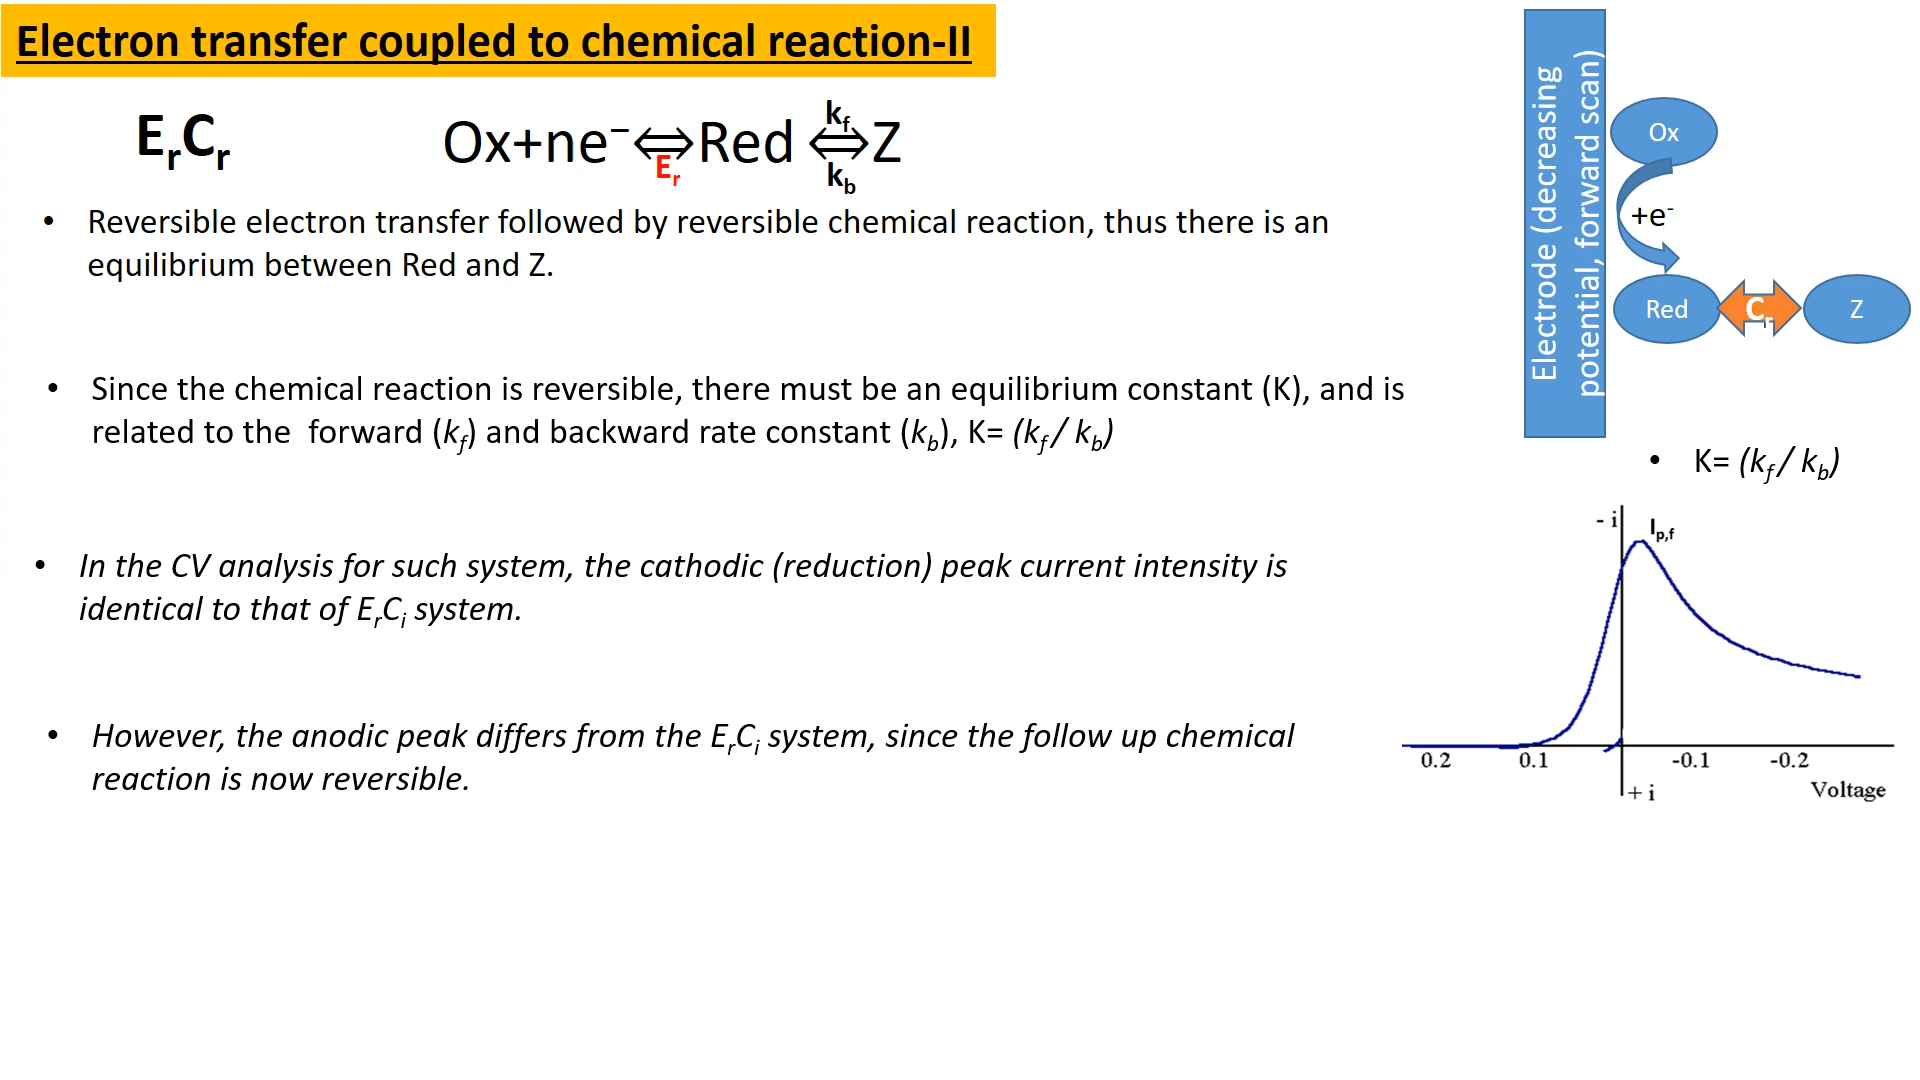 Electron transfer coupled to chemical reaction-II
ErCr
Ox+ne⁻⇔Red ⇔Z
kf
Er
kb
• Reversible electron transfer followed by reversible chemical reaction, thus there is an
equilibrium between Red and Z.
• Since the chemical reaction is reversible, there must be an equilibrium constant (K), and is
related to the forward (kf) and backward rate constant (kb), K= (kf / kb)
• In the CV analysis for such system, the cathodic (reduction) peak current intensity is
identical to that of ErCi system.
• However, the anodic peak differs from the ErCi system, since the follow up chemical
reaction is now reversible.
Electrode (decreasing
potential, forward scan)
Ox
+e⁻
Red
Cr
Z
• K= (kf / kb)
- i
Ip,f
0.2
0.1
-0.1
-0.2
+ i
Voltage